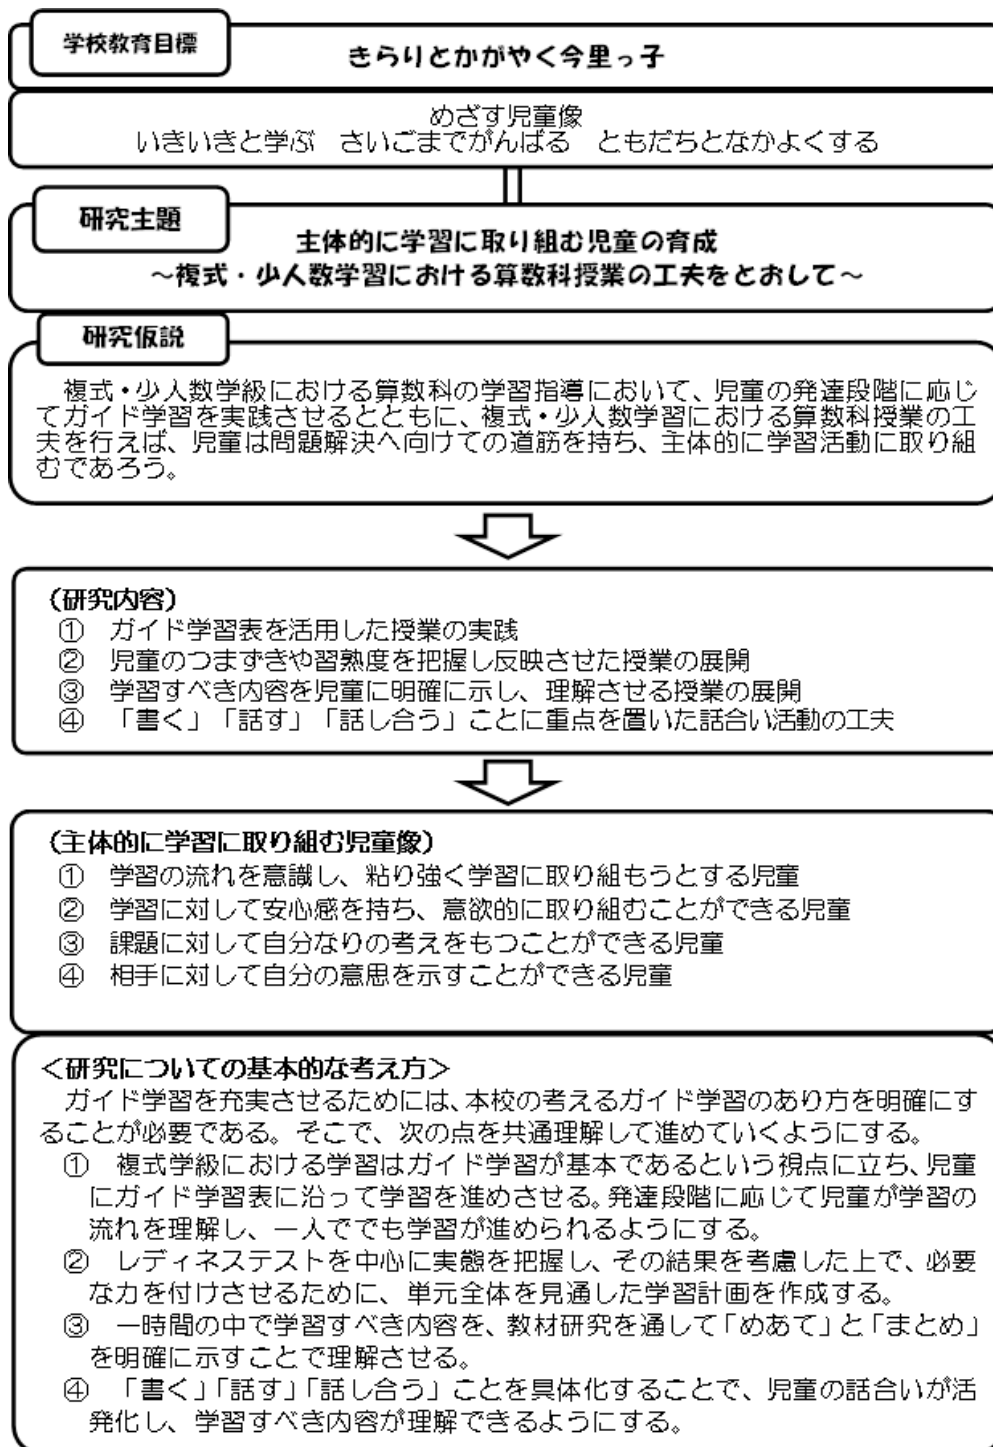 学校教育目標
きらりとかがやく今里っ子
めざす児童像
いきいきと学ぶ　さいごまでがんばる　ともだちとなかよくする
研究主題
主体的に学習に取り組む児童の育成
～複式・少人数学習における算数科授業の工夫をとおして～
研究仮説
　複式・少人数学級における算数科の学習指導において、児童の発達段階に応じ
てガイド学習を実践させるとともに、複式・少人数学習における算数科授業の工
夫を行えば、児童は問題解決へ向けての道筋を持ち、主体的に学習活動に取り組
むであろう。
（研究内容）
①　ガイド学習表を活用した授業の実践
②　児童のつまずきや習熟度を把握し反映させた授業の展開
③　学習すべき内容を児童に明確に示し、理解させる授業の展開
④　「書く」「話す」「話し合う」ことに重点を置いた話合い活動の工夫
（主体的に学習に取り組む児童像）
①　学習の流れを意識し、粘り強く学習に取り組もうとする児童
②　学習に対して安心感を持ち、意欲的に取り組むことができる児童
③　課題に対して自分なりの考えをもつことができる児童
④　相手に対して自分の意思を示すことができる児童
＜研究についての基本的な考え方＞
　ガイド学習を充実させるためには、本校の考えるガイド学習のあり方を明確にす
ることが必要である。そこで、次の点を共通理解して進めていくようにする。
①　複式学級における学習はガイド学習が基本であるという視点に立ち、児童
にガイド学習表に沿って学習を進めさせる。発達段階に応じて児童が学習の
流れを理解し、一人ででも学習が進められるようにする。
②　レディネステストを中心に実態を把握し、その結果を考慮した上で、必要
な力を付けさせるために、単元全体を見通した学習計画を作成する。
③　一時間の中で学習すべき内容を、教材研究を通して「めあて」と「まとめ」
を明確に示すことで理解させる。
④　「書く」「話す」「話し合う」ことを具体化することで、児童の話合いが活
発化し、学習すべき内容が理解できるようにする。